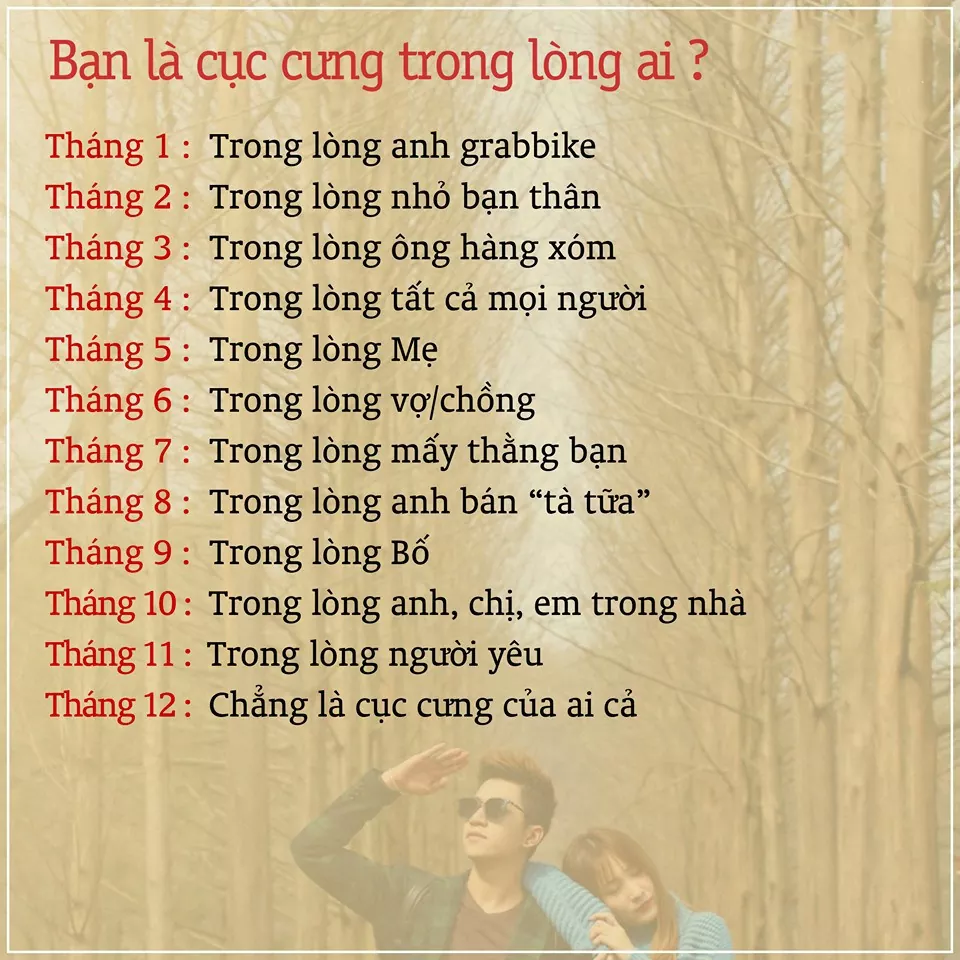 Bạn là cục cưng trong lòng ai ?
Tháng 1 : Trong lòng anh grabbike
Tháng 2 : Trong lòng nhỏ bạn thân
Tháng 3 : Trong lòng ông hàng xóm
Tháng 4 : Trong lòng tất cả mọi người
Tháng 5 : Trong lòng Mẹ
Tháng 6 : Trong lòng vợ/chồng
Tháng 7 : Trong lòng mấy thằng bạn
Tháng 8 : Trong lòng anh bán “tà tữa”
Tháng 9 : Trong lòng Bố
Tháng 10 : Trong lòng anh, chị, em trong nhà
Tháng 11 : Trong lòng người yêu
Tháng 12 : Chẳng là cục cưng của ai cả